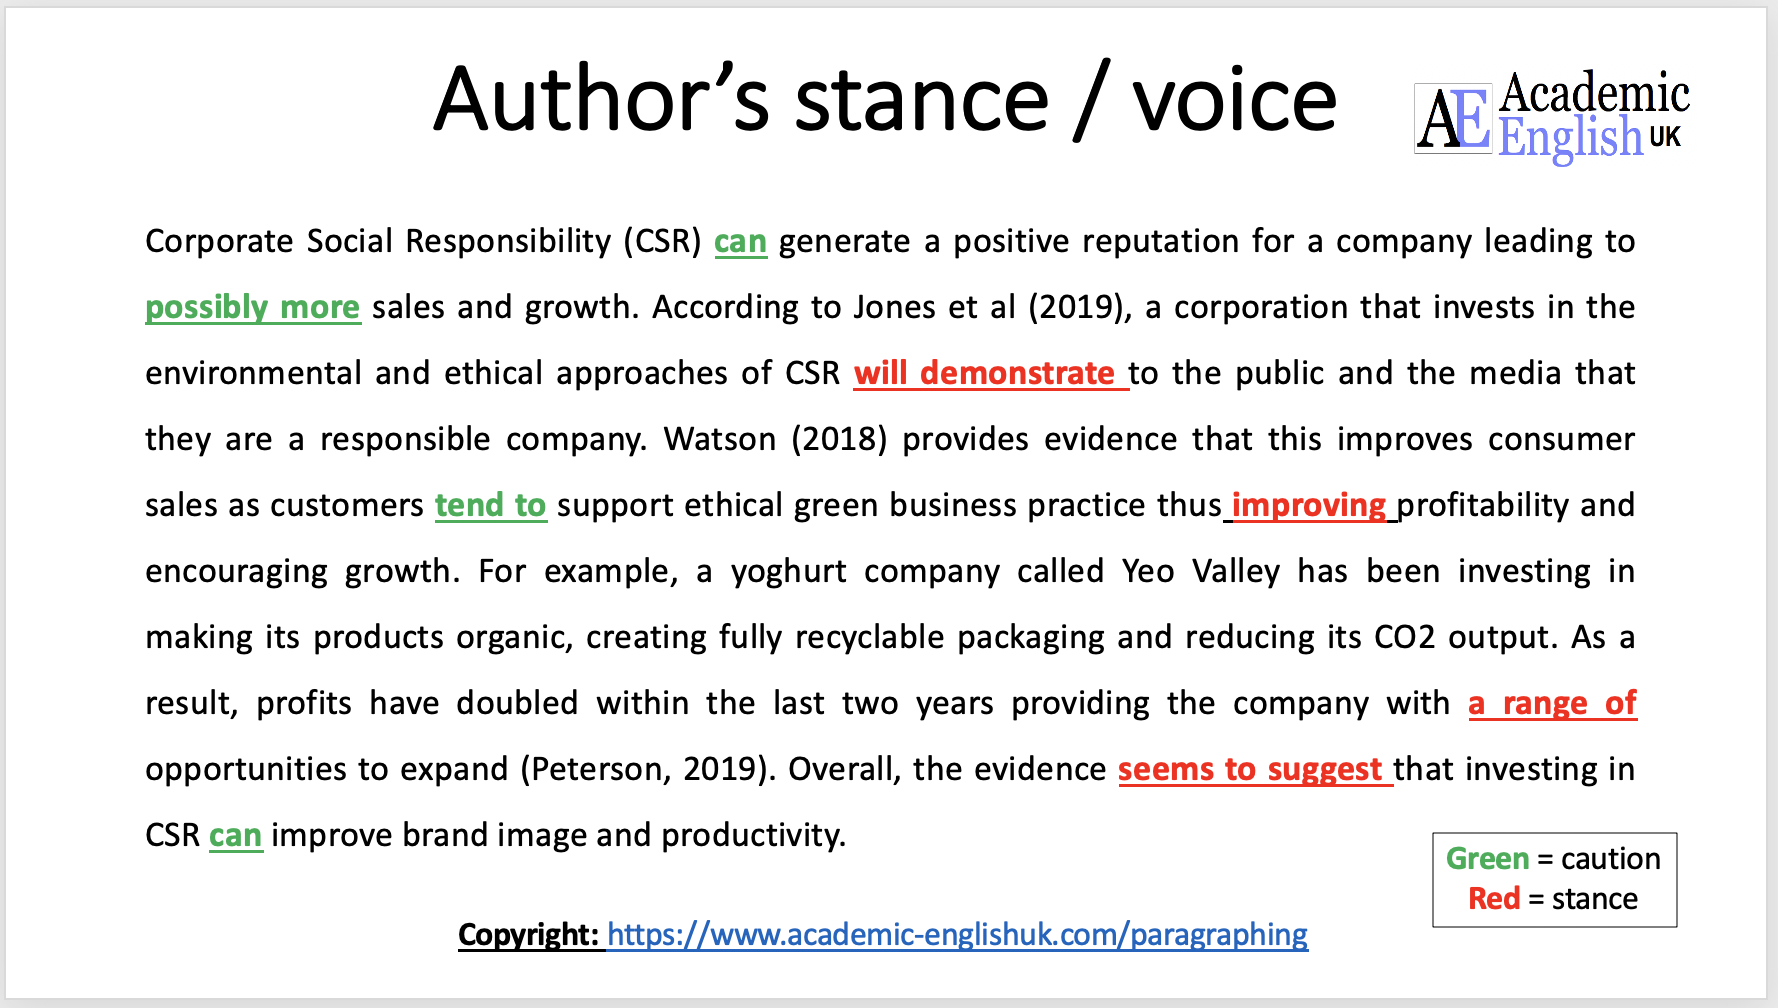 Author’s stance / voice
AE Academic
English UK
Corporate Social Responsibility (CSR) can generate a positive reputation for a company leading to
possibly more sales and growth. According to Jones et al (2019), a corporation that invests in the
environmental and ethical approaches of CSR will demonstrate to the public and the media that
they are a responsible company. Watson (2018) provides evidence that this improves consumer
sales as customers tend to support ethical green business practice thus improving profitability and
encouraging growth. For example, a yoghurt company called Yeo Valley has been investing in
making its products organic, creating fully recyclable packaging and reducing its CO2 output. As a
result, profits have doubled within the last two years providing the company with a range of
opportunities to expand (Peterson, 2019). Overall, the evidence seems to suggest that investing in
CSR can improve brand image and productivity.
Green = caution
Red = stance
Copyright: https://www.academic-englishuk.com/paragraphing